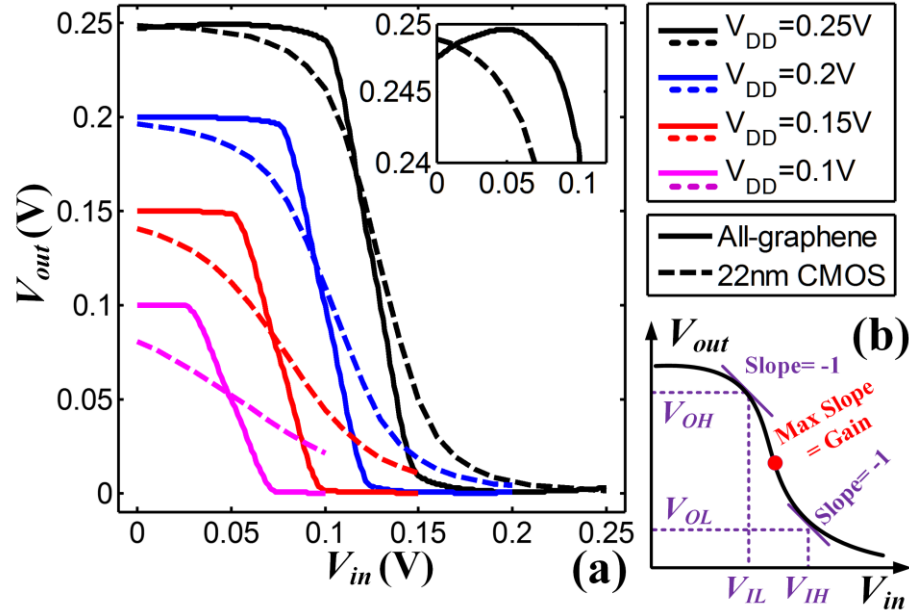 0.25
0.2
0.15
0.1
0.05
0
V_out (V)
0 0.05 0.1 0.15 0.2 0.25
V_in (V)
(a)
0.25
0.245
0.24
0 0.05 0.1
V_DD=0.25V
V_DD=0.2V
V_DD=0.15V
V_DD=0.1V
All-graphene
22nm CMOS
(b)
V_out
Slope= -1
V_OH
Max Slope
= Gain
Slope= -1
V_OL
V_IL V_IH
V_in